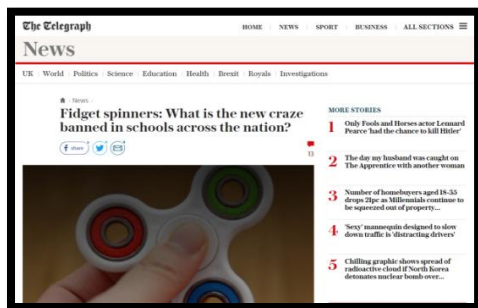 The Telegraph
HOME NEWS SPORT BUSINESS ALL SECTIONS
News
UK World Politics Science Education Health Brexit Royals Investigations
News
Fidget spinners: What is the new craze
banned in schools across the nation?
share
13
MORE STORIES
1 Only Fools and Horses actor Lennard
Pearce 'had the chance to kill Hitler'
2 The day my husband was caught on
The Apprentice with another woman
3 Number of homebuyers aged 18-35
drops 21pc as Millennials continue to
be squeezed out of property...
4 'Sexy' mannequin designed to slow
down traffic is 'distracting drivers'
5 Chilling graphic shows spread of
radioactive cloud if North Korea
detonates nuclear bomb over...